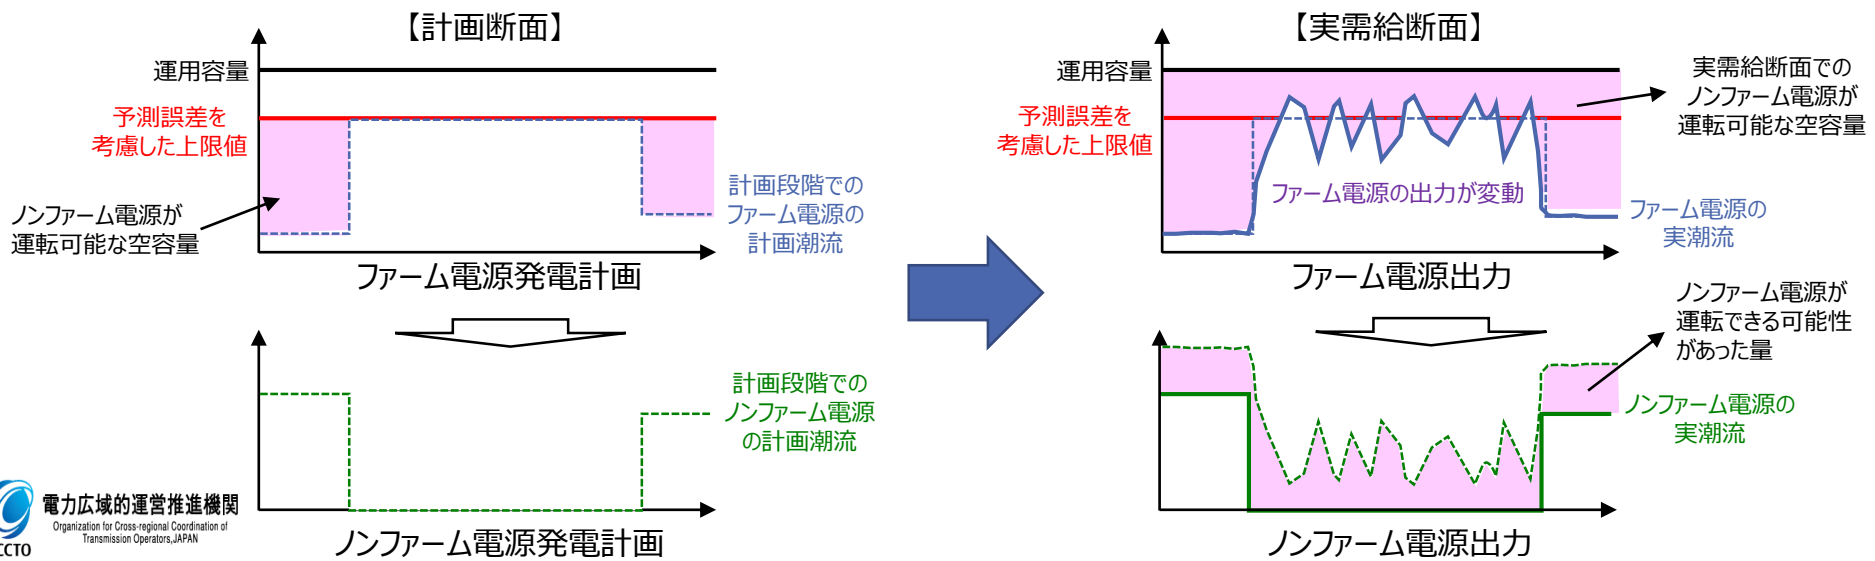 【計画断面】
運用容量
予測誤差を
考慮した上限値
ノンファーム電源が
運転可能な空容量
計画段階での
ファーム電源の
計画潮流
ファーム電源発電計画
計画段階での
ノンファーム電源
の計画潮流
ノンファーム電源発電計画
【実需給断面】
運用容量
予測誤差を
考慮した上限値
実需給断面での
ノンファーム電源が
運転可能な空容量
ファーム電源の出力が変動
ファーム電源の
実潮流
ファーム電源出力
ノンファーム電源が
運転できる可能性
があった量
ノンファーム電源の
実潮流
ノンファーム電源出力
電力広域的運営推進機関
Organization for Cross-regional Coordination of
Transmission Operators,JAPAN
CCTO